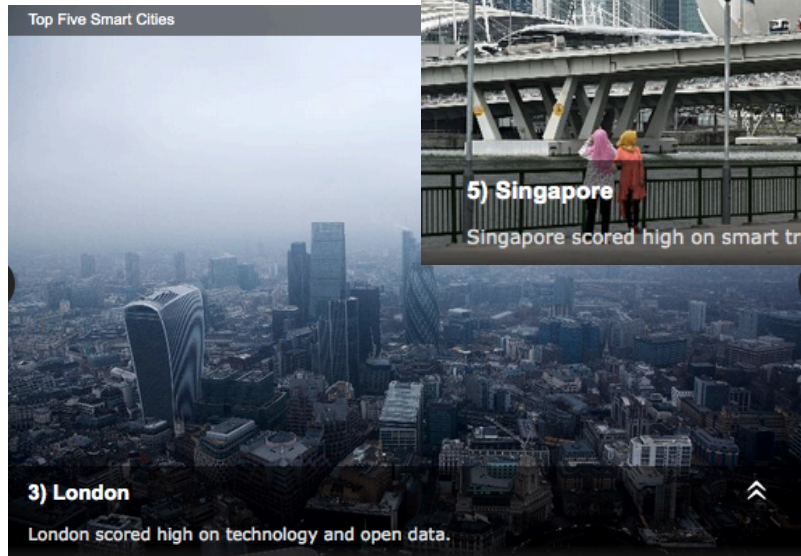 Top Five Smart Cities
5) Singapore
Singapore scored high on smart
3) London
London scored high on technology and open data.